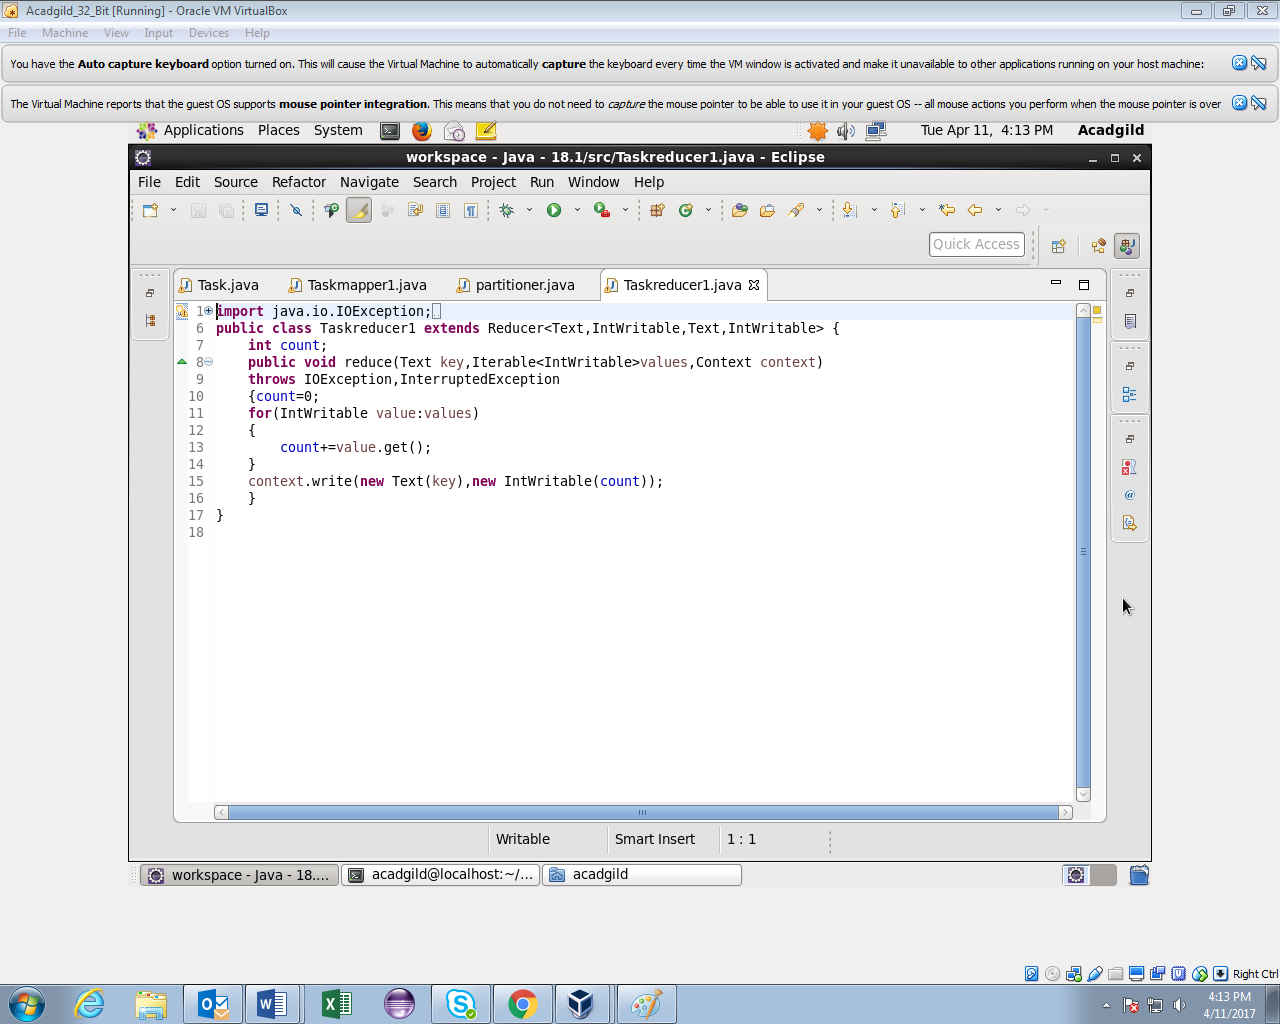 Acadgild_32_Bit [Running] - Oracle VM VirtualBox
File Machine View Input Devices Help
You have the Auto capture keyboard option turned on. This will cause the Virtual Machine to automatically capture the keyboard every time the VM window is activated and make it unavailable to other applications running on your host machine:
The Virtual Machine reports that the guest OS supports mouse pointer integration. This means that you do not need to capture the mouse pointer to be able to use it in your guest OS -- all mouse actions you perform when the mouse pointer is over
Applications Places System Tue Apr 11, 4:13 PM Acadgild
workspace - Java - 18.1/src/Taskreducer1.java - Eclipse
File Edit Source Refactor Navigate Search Project Run Window Help
Quick Access
Task.java Taskmapper1.java partitioner.java Taskreducer1.java
1 import java.io.IOException;
6 public class Taskreducer1 extends Reducer<Text,IntWritable,Text,IntWritable> {
7 int count;
8 public void reduce(Text key,Iterable<IntWritable>values,Context context)
9 throws IOException,InterruptedException
10 {count=0;
11 for(IntWritable value:values)
12 {
13 count+=value.get();
14 }
15 context.write(new Text(key),new IntWritable(count));
16 }
17 }
18
Writable Smart Insert 1 : 1
workspace - Java - 18.... acadgild@localhost:~/... acadgild
Right Ctrl
4:13 PM
4/11/2017